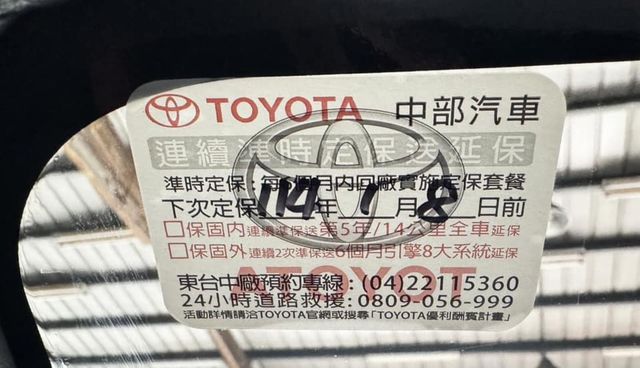 TOYOTA 中部汽車
連續準時定保送延保
準時定保:每6個月內回廠實施定保套餐
下次定保 114 年 1 月 8 日前
□保固內連續準保送第5年/14公里全車延保
□保固外連續2次準保送6個月引擎8大系統延保
東台中廠預約專線:(04)22115360
24小時道路救援:0809-056-999
活動詳情請洽TOYOTA官網或搜尋「TOYOTA優利酬賓計畫」